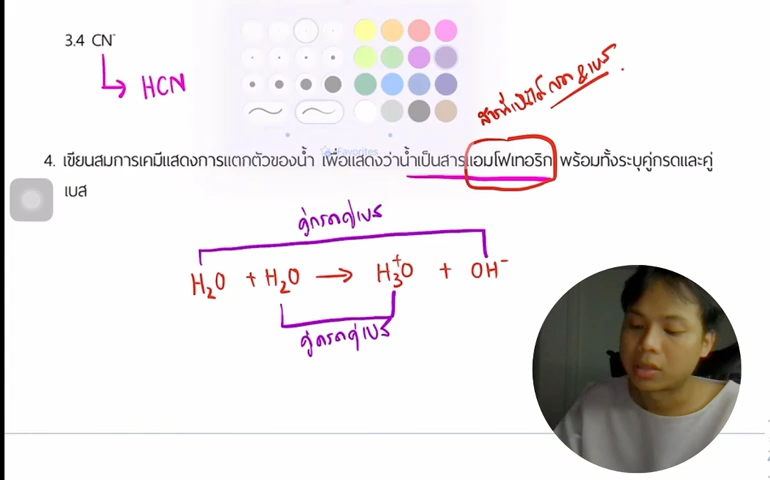 3.4 CN⁻
HCN
Favorites
สารที่เป็นได้ กรด & เบส.
4. เขียนสมการเคมีแสดงการแตกตัวของน้ำ เพื่อแสดงว่าน้ำเป็นสารแอมโฟเทอริก พร้อมทั้งระบุคู่กรดและคู่
เบส
คู่กรดคู่เบส
H₂O + H₂O → H₃⁺O + OH⁻
คู่กรดคู่เบส